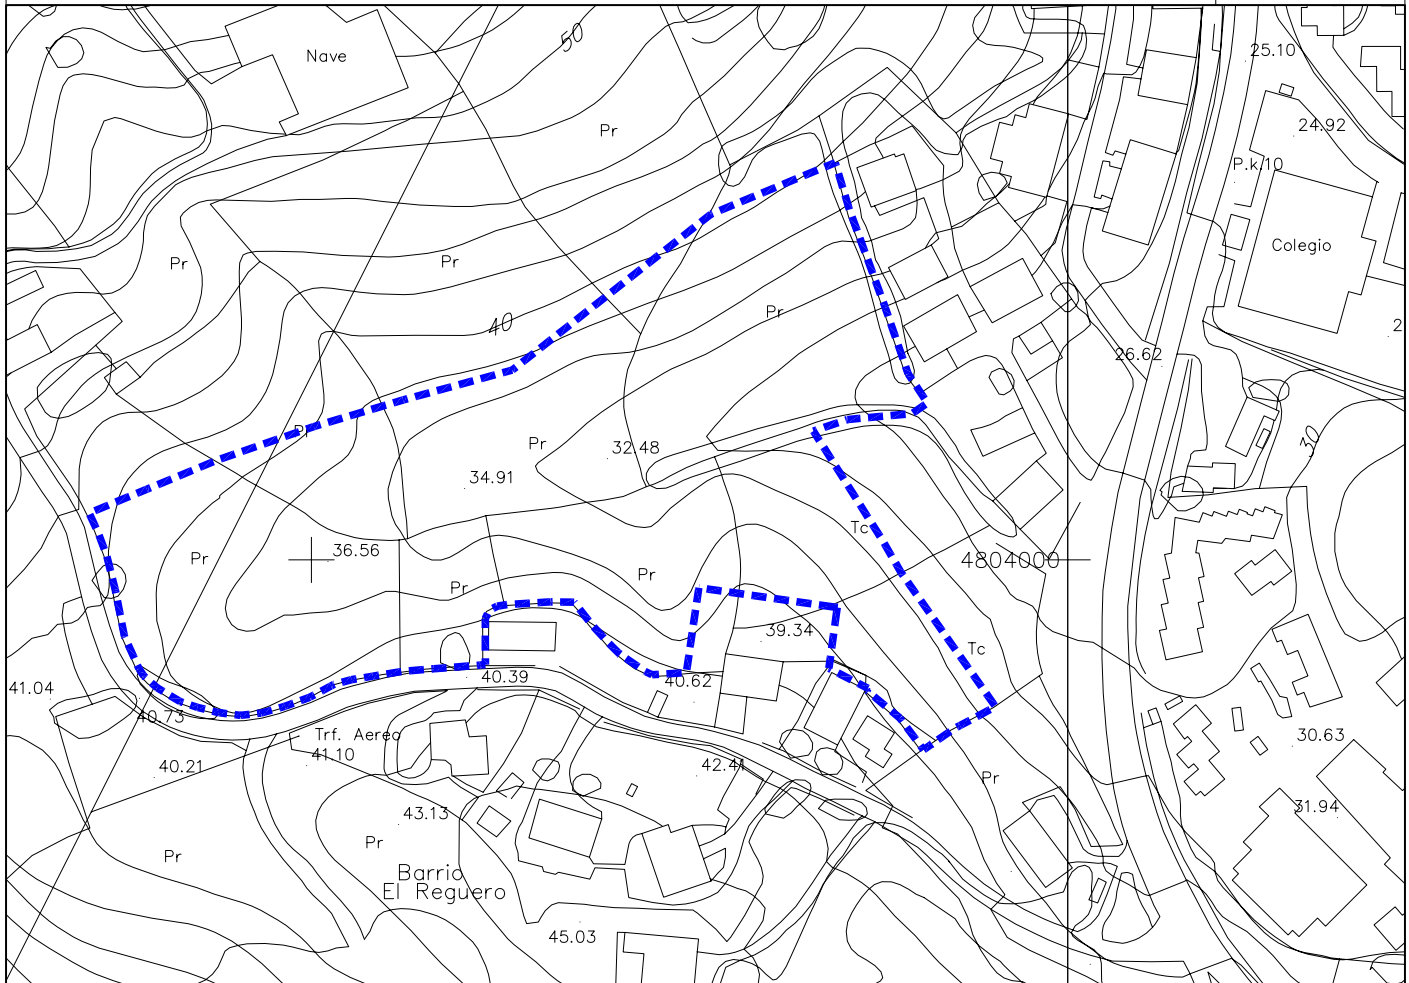 50
25.10
Nave
24.92
Pr
P.k.10
Colegio
Pr
Pr
Pr
40
2
26.62
Pr
Pr
32.48
30
34.91
Tc
36.56
Pr
4804000
Pr
Pr
39.34
Tc
40.39
40.62
41.04
40.73
Trf. Aereo
41.10
30.63
40.21
42.41
Pr
31.94
43.13
Pr
Pr
Barrio
El Reguero
45.03